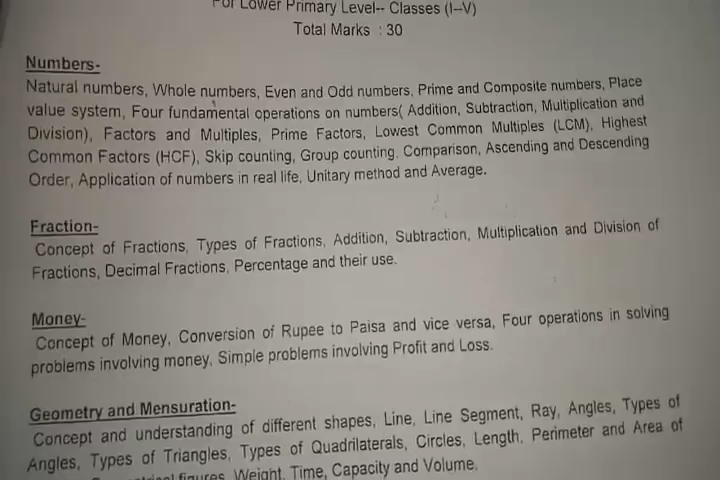 For Lower Primary Level-- Classes (I--V)
Total Marks : 30
Numbers-
Natural numbers, Whole numbers, Even and Odd numbers, Prime and Composite numbers, Place
value system, Four fundamental operations on numbers( Addition, Subtraction, Multiplication and
Division), Factors and Multiples, Prime Factors, Lowest Common Multiples (LCM), Highest
Common Factors (HCF), Skip counting, Group counting. Comparison, Ascending and Descending
Order, Application of numbers in real life, Unitary method and Average.
Fraction-
Concept of Fractions, Types of Fractions, Addition, Subtraction, Multiplication and Division of
Fractions, Decimal Fractions, Percentage and their use.
Money-
Concept of Money, Conversion of Rupee to Paisa and vice versa, Four operations in solving
problems involving money, Simple problems involving Profit and Loss.
Geometry and Mensuration-
Concept and understanding of different shapes, Line, Line Segment, Ray, Angles, Types of
Angles, Types of Triangles, Types of Quadrilaterals, Circles, Length, Perimeter and Area of
figures, Weight, Time, Capacity and Volume.